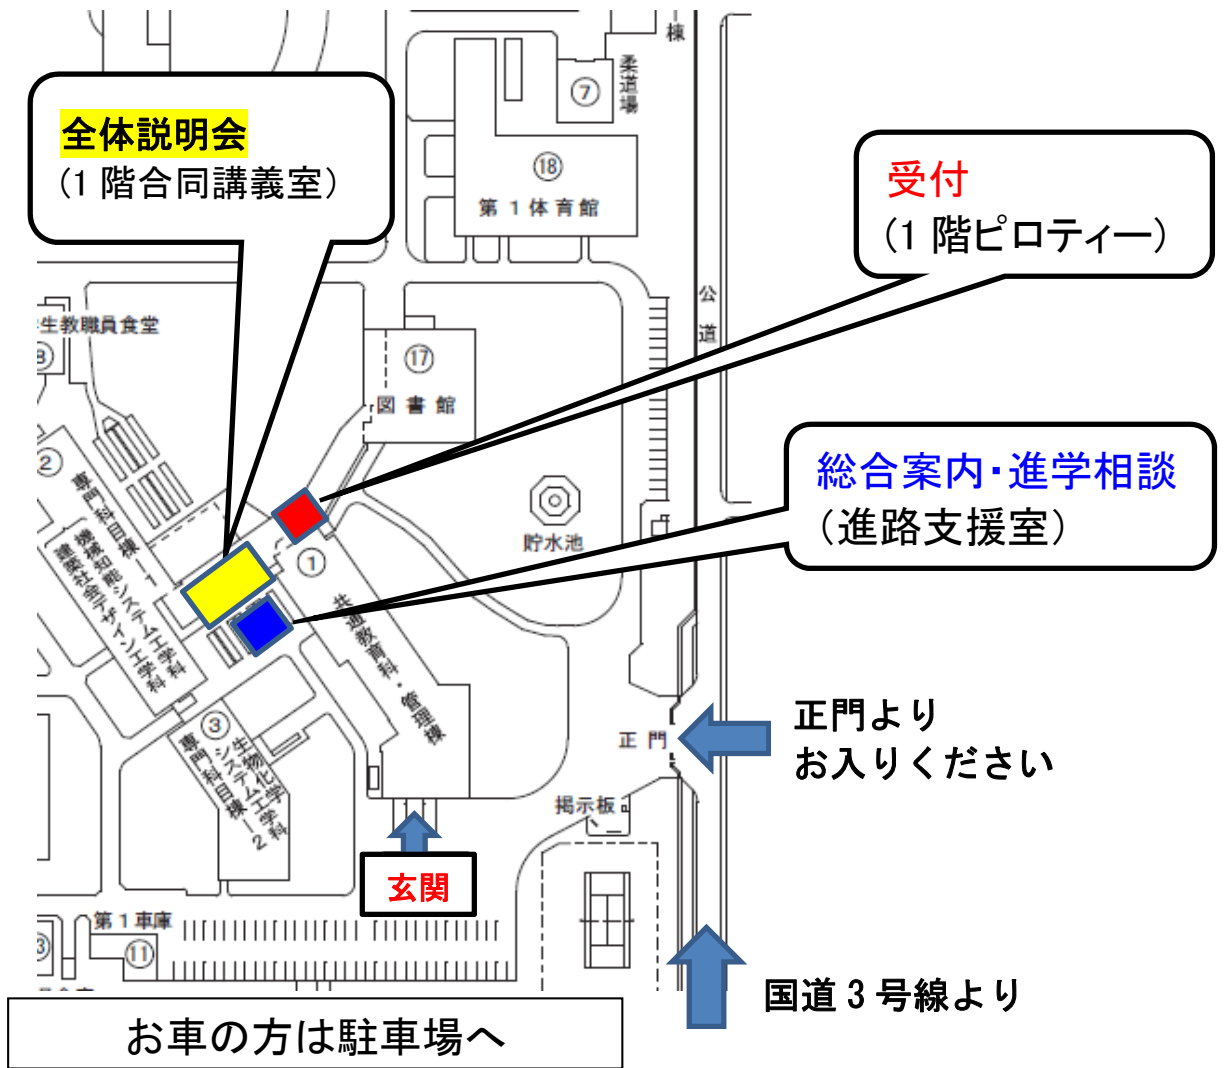 棟
柔道場
⑦
全体説明会
(1 階合同講義室)
⑱
第１体育館
受付
(1 階ピロティー)
公道
生教職員食堂
⑰
図書館
②
専門科目棟－1
機械知能システム工学科
建築社会デザイン工学科
総合案内・進学相談
(進路支援室)
貯水池
①
共通教育科・管理棟
③
生物化学
システム工学科
専門科目棟－2
正門
正門より
お入りください
掲示板
玄関
第１車庫
⑪
国道 3 号線より
お車の方は駐車場へ